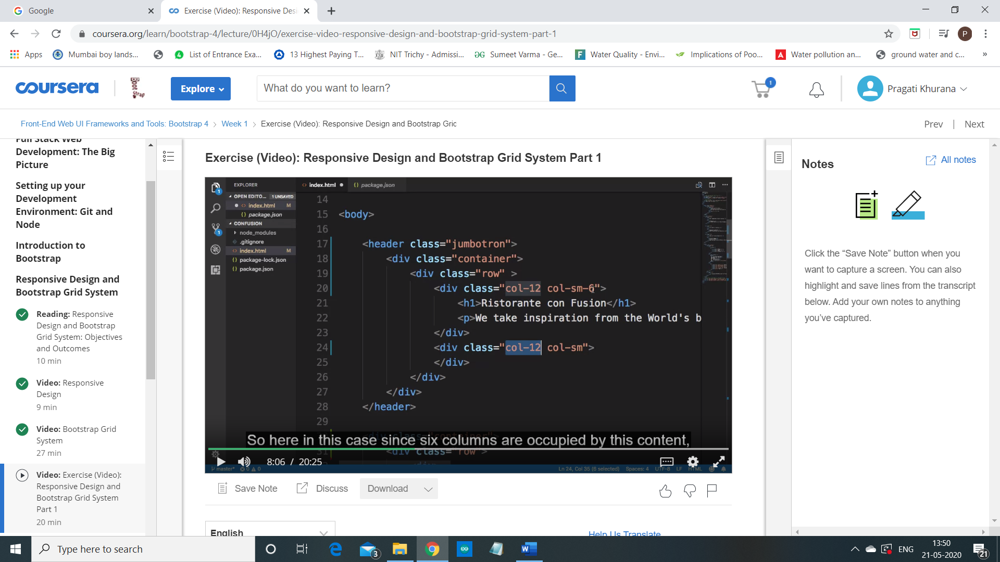 Google
Exercise (Video): Responsive Desi
coursera.org/learn/bootstrap-4/lecture/0H4jO/exercise-video-responsive-design-and-bootstrap-grid-system-part-1
P
Apps
Mumbai boy lands...
List of Entrance Exa...
13 Highest Paying T...
NIT Trichy - Admissi...
Sumeet Varma - Ge...
Water Quality - Envi...
Implications of Poo...
Water pollution an...
ground water and c...
»
coursera
Boot strap
Explore
What do you want to learn?
1
Pragati Khurana
Front-End Web UI Frameworks and Tools: Bootstrap 4 > Week 1 > Exercise (Video): Responsive Design and Bootstrap Gric
Prev | Next
Full Stack Web
Development: The Big
Picture
Setting up your
Development
Environment: Git and
Node
Introduction to
Bootstrap
Responsive Design and
Bootstrap Grid System
Reading: Responsive
Design and Bootstrap
Grid System: Objectives
and Outcomes
10 min
Video: Responsive
Design
9 min
Video: Bootstrap Grid
System
27 min
Video: Exercise (Video):
Responsive Design and
Bootstrap Grid System
Part 1
20 min
Exercise (Video): Responsive Design and Bootstrap Grid System Part 1
EXPLORER
OPEN EDITO... 1 UNSAVED
index.html M
package.json
CONFUSION
node_modules
.gitignore
index.html M
package-lock.json
package.json
index.html
package.json
14
15 <body>
16
17 <header class="jumbotron">
18 <div class="container">
19 <div class="row" >
20 <div class="col-12 col-sm-6">
21 <h1>Ristorante con Fusion</h1>
22 <p>We take inspiration from the World's b
23 </div>
24 <div class="col-12 col-sm">
25 </div>
26 </div>
27 </div>
28 </header>
29
<div class="container">
So here in this case since six columns are occupied by this content,
31 <div class="row">
8:06 / 20:25
master* 0 0
Ln 24, Col 35 (6 selected) Spaces: 4 UTF-8 LF HTML
Save Note
Discuss
Download
English
Help Us Translate
Notes
All notes
Click the “Save Note” button when you
want to capture a screen. You can also
highlight and save lines from the transcript
below. Add your own notes to anything
you’ve captured.
Type here to search
3
ENG
13:50
21-05-2020
21